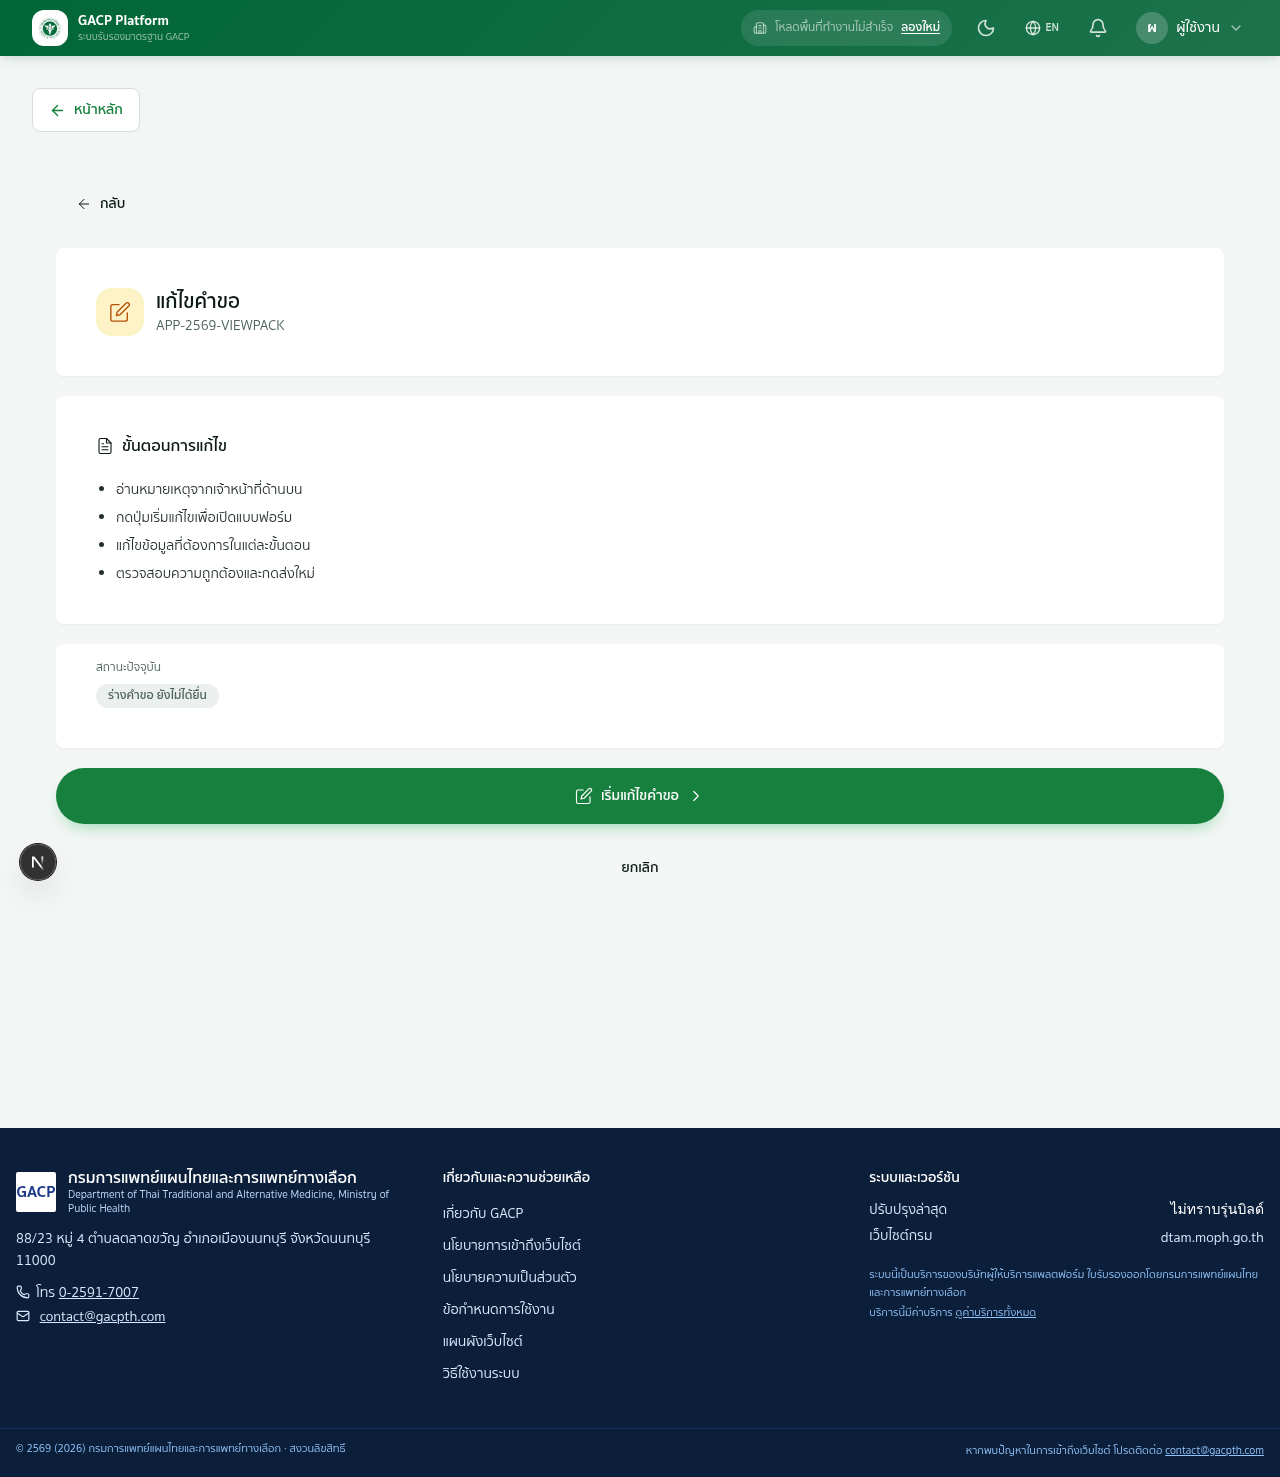 GACP Platform
ระบบรับรองมาตรฐาน GACP
โหลดพื้นที่ทำงานไม่สำเร็จ ลองใหม่
EN
ผ ผู้ใช้งาน
หน้าหลัก
กลับ
แก้ไขคำขอ
APP-2569-VIEWPACK
ขั้นตอนการแก้ไข
อ่านหมายเหตุจากเจ้าหน้าที่ด้านบน
กดปุ่มเริ่มแก้ไขเพื่อเปิดแบบฟอร์ม
แก้ไขข้อมูลที่ต้องการในแต่ละขั้นตอน
ตรวจสอบความถูกต้องและกดส่งใหม่
สถานะปัจจุบัน
ร่างคำขอ ยังไม่ได้ยื่น
เริ่มแก้ไขคำขอ
N
ยกเลิก
GACP
กรมการแพทย์แผนไทยและการแพทย์ทางเลือก
Department of Thai Traditional and Alternative Medicine, Ministry of
Public Health
88/23 หมู่ 4 ตำบลตลาดขวัญ อำเภอเมืองนนทบุรี จังหวัดนนทบุรี
11000
โทร 0-2591-7007
contact@gacpth.com
เกี่ยวกับและความช่วยเหลือ
เกี่ยวกับ GACP
นโยบายการเข้าถึงเว็บไซต์
นโยบายความเป็นส่วนตัว
ข้อกำหนดการใช้งาน
แผนผังเว็บไซต์
วิธีใช้งานระบบ
ระบบและเวอร์ชัน
ปรับปรุงล่าสุด ไม่ทราบรุ่นบิลด์
เว็บไซต์กรม dtam.moph.go.th
ระบบนี้เป็นบริการของบริษัทผู้ให้บริการแพลตฟอร์ม ใบรับรองออกโดยกรมการแพทย์แผนไทย
และการแพทย์ทางเลือก
บริการนี้มีค่าบริการ ดูค่าบริการทั้งหมด
© 2569 (2026) กรมการแพทย์แผนไทยและการแพทย์ทางเลือก · สงวนลิขสิทธิ์
หากพบปัญหาในการเข้าถึงเว็บไซต์ โปรดติดต่อ contact@gacpth.com